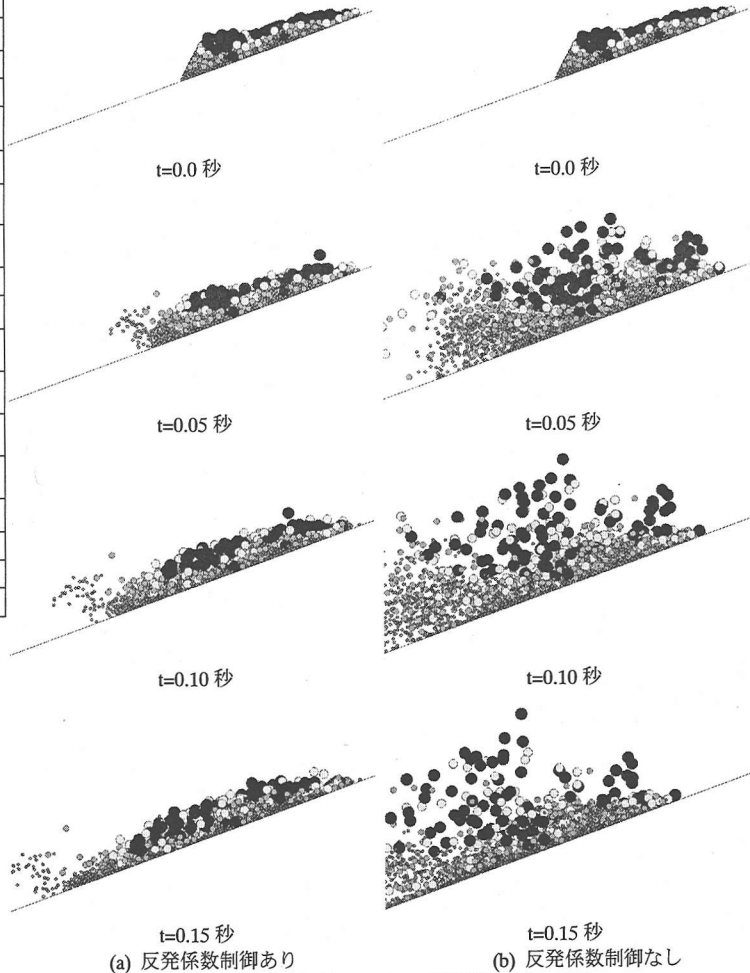 t=0.0 秒
t=0.0 秒
t=0.05 秒
t=0.05 秒
t=0.10 秒
t=0.10 秒
t=0.15 秒
t=0.15 秒
(a) 反発係数制御あり
(b) 反発係数制御なし